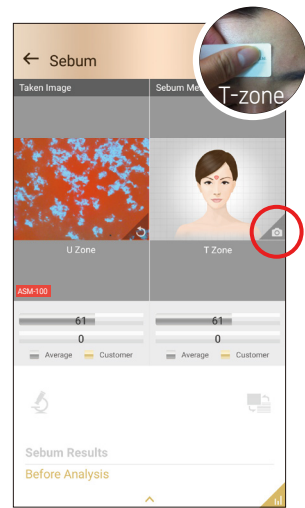 ← Sebum
T-zone
Taken Image
Sebum Me
U Zone
T Zone
ASM-100
61
61
0
0
Average Customer
Average Customer
Sebum Results
Before Analysis